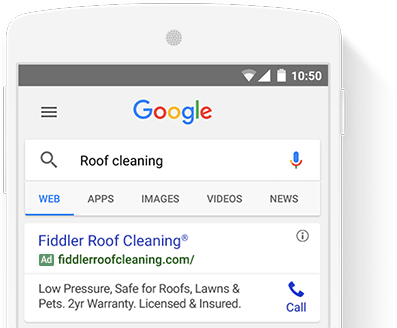 10:50
Google
Roof cleaning
WEB APPS IMAGES VIDEOS NEWS
Fiddler Roof Cleaning®
Ad fiddlerroofcleaning.com/
Low Pressure, Safe for Roofs, Lawns &
Pets. 2yr Warranty. Licensed & Insured.
Call